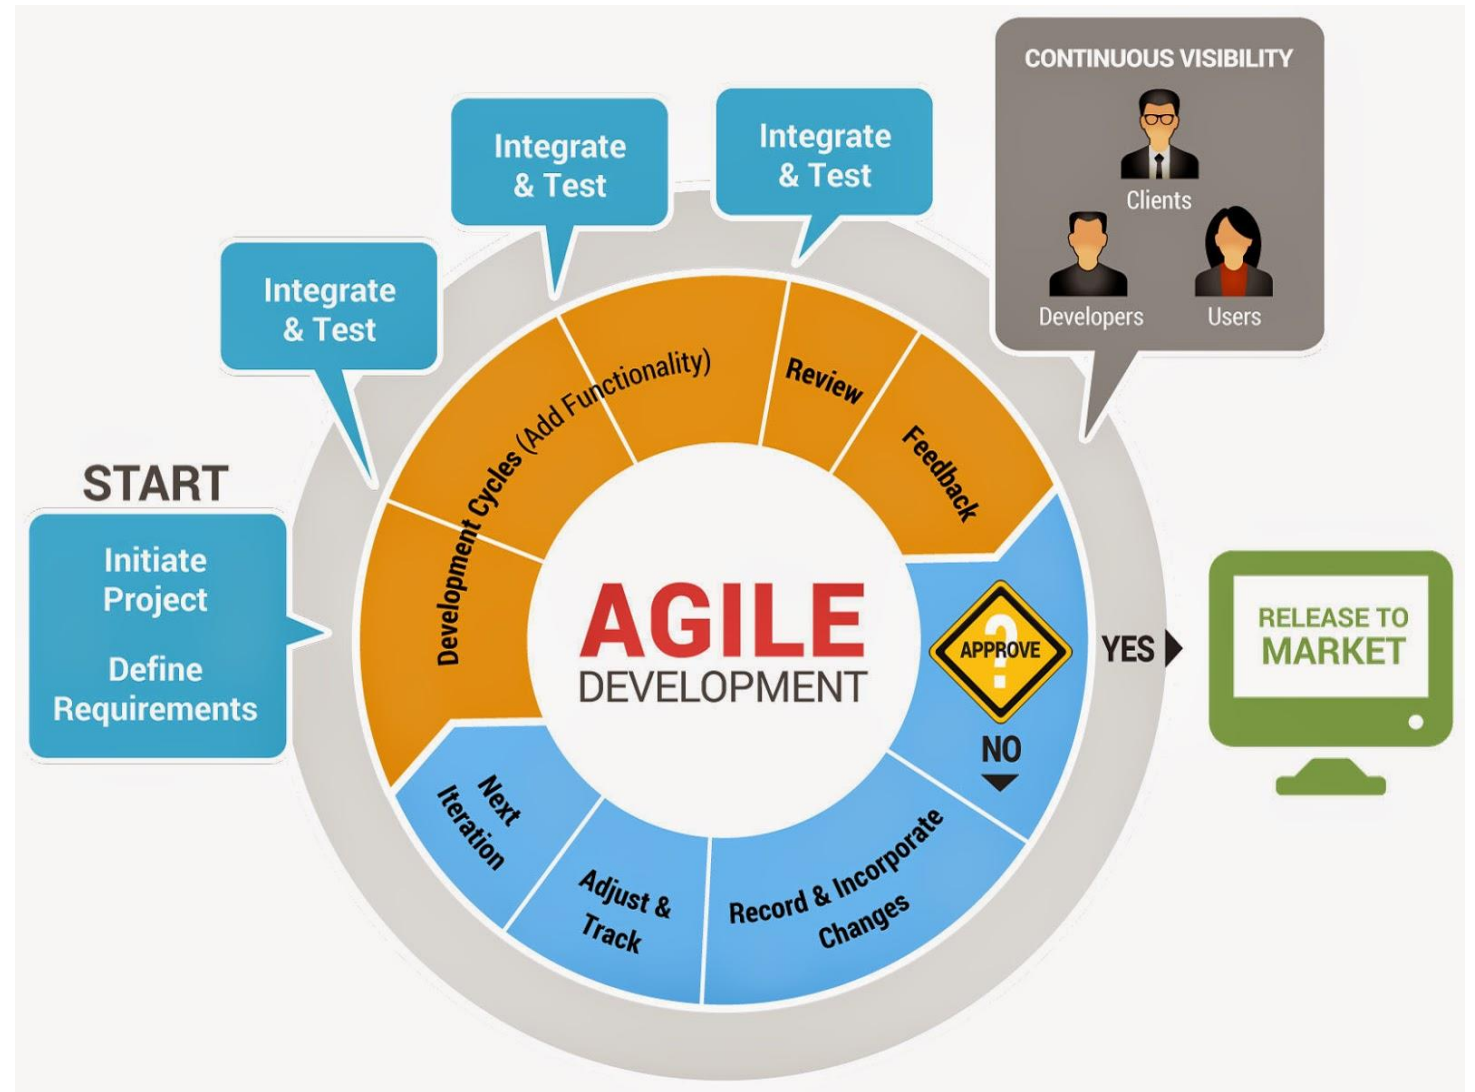 START
Initiate
Project
Define
Requirements
Integrate
& Test
Integrate
& Test
Integrate
& Test
CONTINUOUS VISIBILITY
Clients
Developers
Users
Development Cycles (Add Functionality)
Review
Feedback
AGILE
DEVELOPMENT
?
APPROVE
YES
NO
RELEASE TO
MARKET
Record & Incorporate
Changes
Adjust &
Track
Next
Iteration